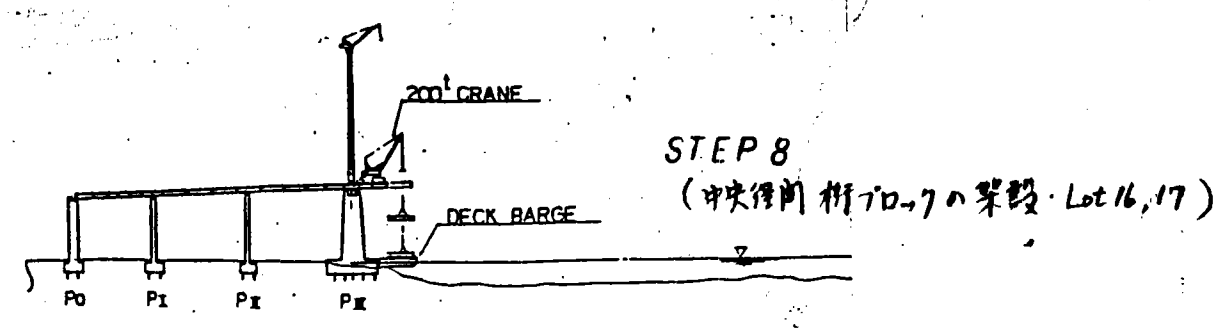 200t CRANE
STEP 8
(中央径間 桁ブロックの架設・Lot 16, 17)
DECK BARGE
P0 PI PII PIII